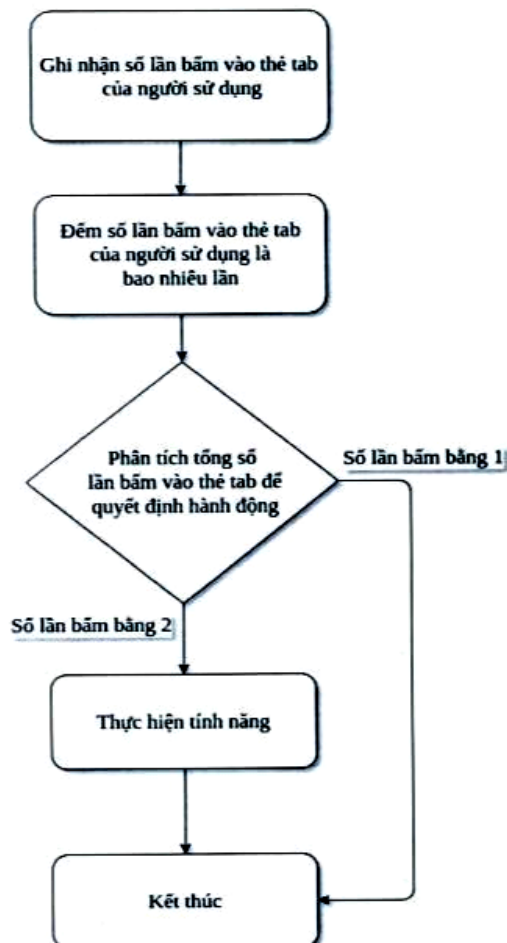 Ghi nhận số lần bấm vào thẻ tab
của người sử dụng
Đếm số lần bấm vào thẻ tab
của người sử dụng là
bao nhiêu lần
Phân tích tổng số
lần bấm vào thẻ tab để
quyết định hành động
Số lần bấm bằng 1
Số lần bấm bằng 2
Thực hiện tính năng
Kết thúc